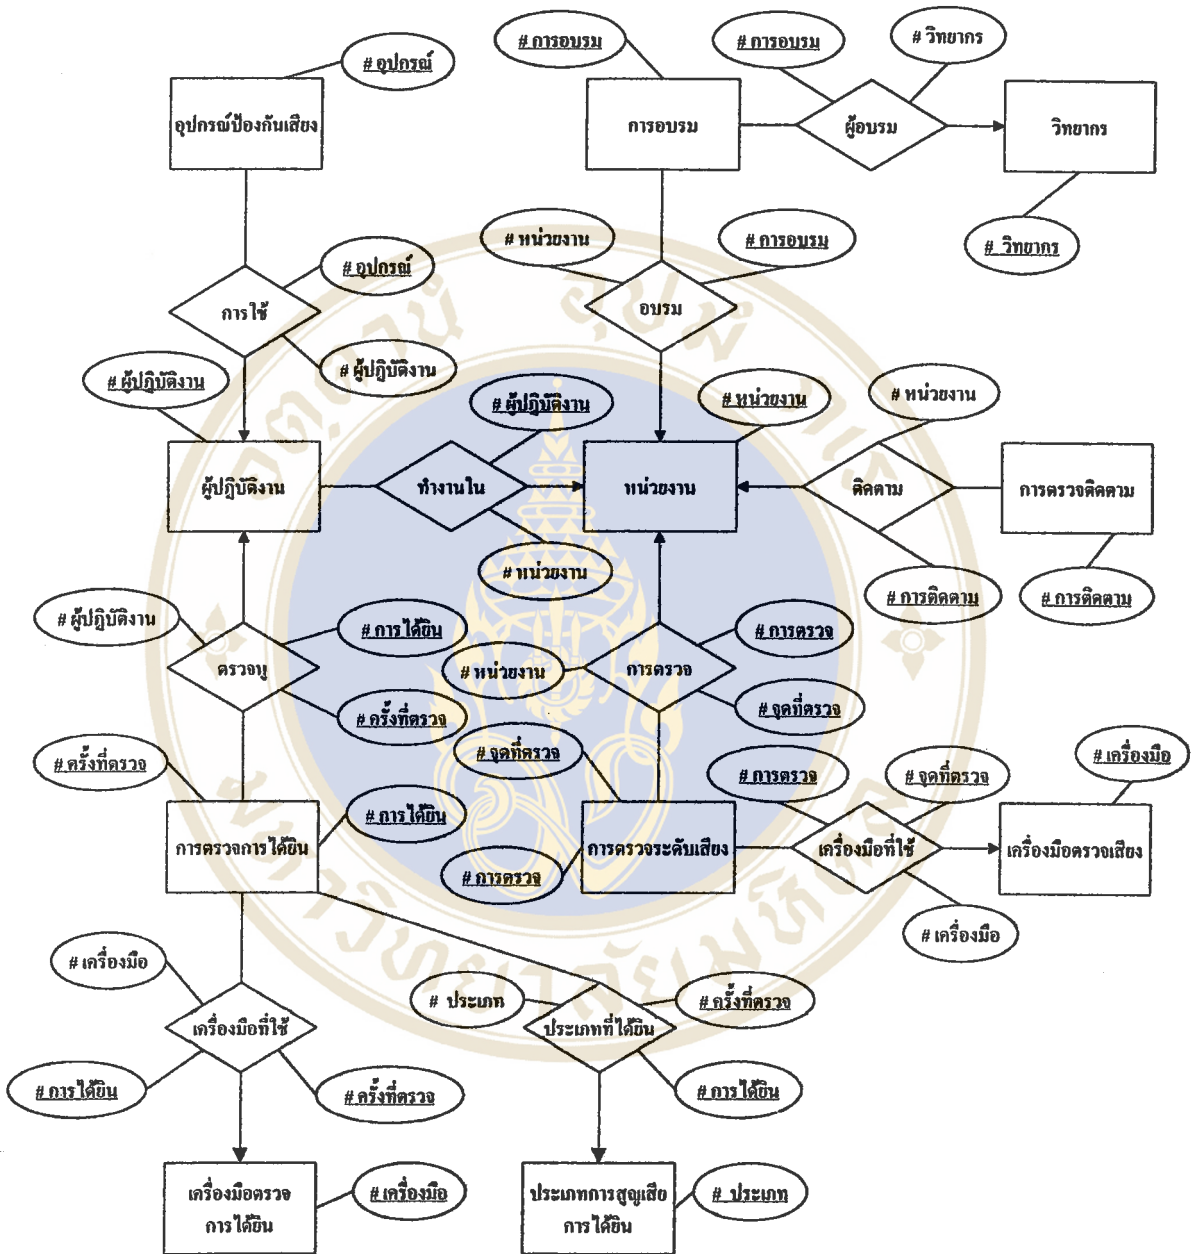 # การอบรม
# การอบรม
# วิทยากร
# อุปกรณ์
อุปกรณ์ป้องกันเสียง
การอบรม
ผู้อบรม
วิทยากร
# หน่วยงาน
# การอบรม
# วิทยากร
# อุปกรณ์
การใช้
อบรม
# ผู้ปฏิบัติงาน
# ผู้ปฏิบัติงาน
# ผู้ปฏิบัติงาน
# หน่วยงาน
# หน่วยงาน
ผู้ปฏิบัติงาน
ทำงานใน
หน่วยงาน
ติดตาม
การตรวจติดตาม
# หน่วยงาน
# การติดตาม
# การติดตาม
# ผู้ปฏิบัติงาน
# การได้ยิน
# การตรวจ
ตรวจหู
# หน่วยงาน
การตรวจ
# ครั้งที่ตรวจ
# จุดที่ตรวจ
# ครั้งที่ตรวจ
# จุดที่ตรวจ
# การตรวจ
# จุดที่ตรวจ
# เครื่องมือ
# การได้ยิน
การตรวจการได้ยิน
การตรวจระดับเสียง
เครื่องมือที่ใช้
เครื่องมือตรวจเสียง
# การตรวจ
# เครื่องมือ
# เครื่องมือ
# ประเภท
# ครั้งที่ตรวจ
เครื่องมือที่ใช้
ประเภทที่ได้ยิน
# การได้ยิน
# ครั้งที่ตรวจ
# การได้ยิน
เครื่องมือตรวจ
การได้ยิน
# เครื่องมือ
ประเภทการสูญเสีย
การได้ยิน
# ประเภท
อตฺตานํ อุปมํ กเร
มหาวิทยาลัยมหิดล